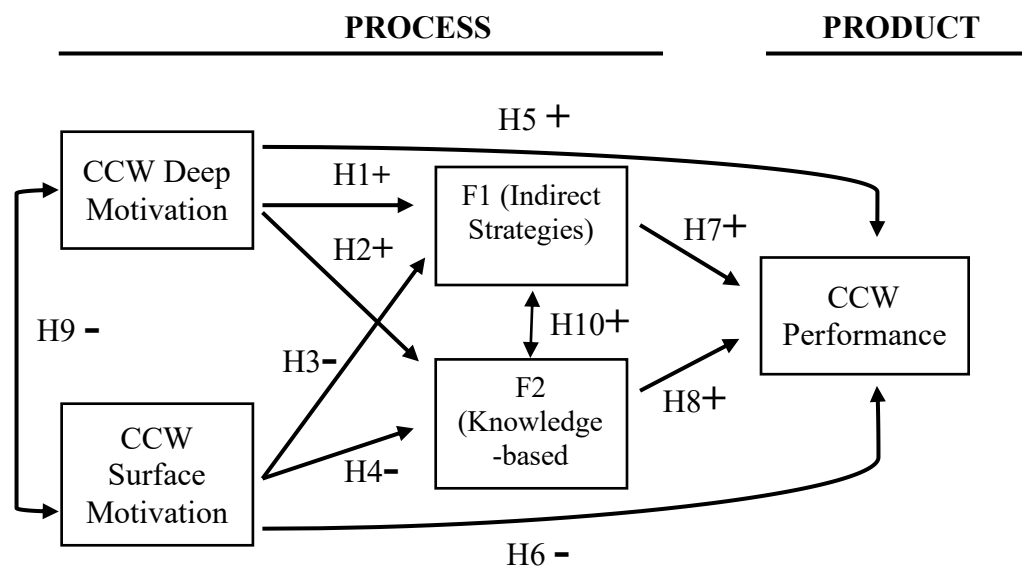 PROCESS
PRODUCT
H5 +
CCW Deep
Motivation
H1+
H2+
F1 (Indirect
Strategies)
H7+
H9 -
H3-
H10+
CCW
Performance
CCW
Surface
Motivation
H4-
F2
(Knowledge
-based
H8+
H6 -